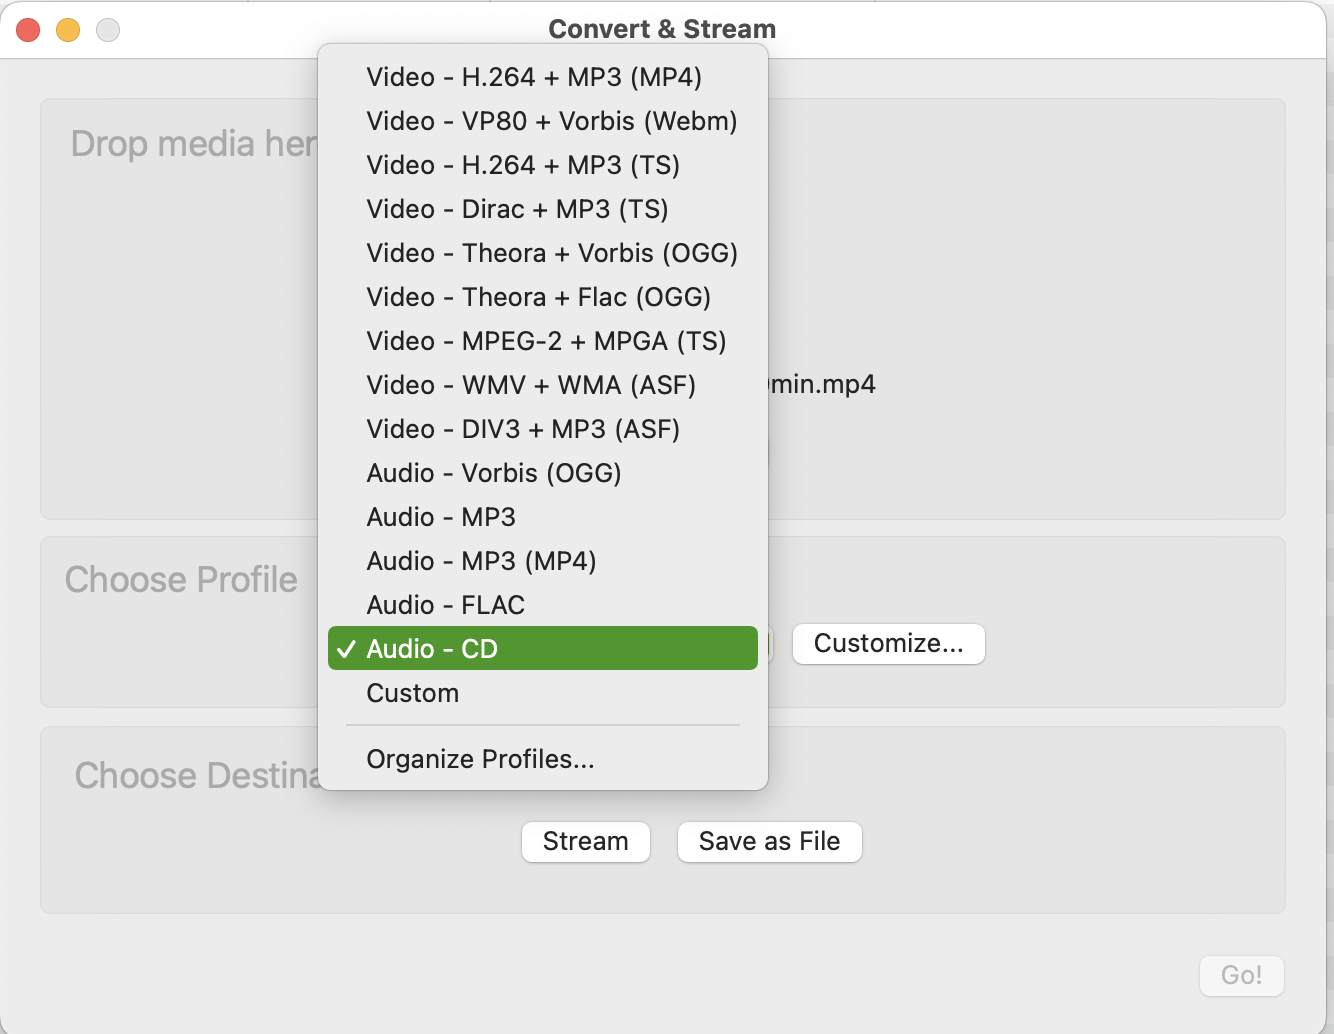 Convert & Stream
Drop media her
Video - H.264 + MP3 (MP4)
Video - VP80 + Vorbis (Webm)
Video - H.264 + MP3 (TS)
Video - Dirac + MP3 (TS)
Video - Theora + Vorbis (OGG)
Video - Theora + Flac (OGG)
Video - MPEG-2 + MPGA (TS)
Video - WMV + WMA (ASF)
min.mp4
Video - DIV3 + MP3 (ASF)
Audio - Vorbis (OGG)
Audio - MP3
Audio - MP3 (MP4)
Choose Profile
Audio - FLAC
✓ Audio - CD
Customize...
Custom
Organize Profiles...
Choose Destina
Stream
Save as File
Go!